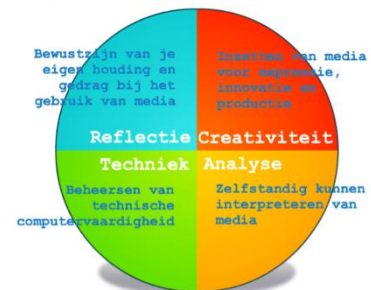 Bewustzijn van je
eigen houding en
gedrag bij het
gebruik van media
Inzetten van media
voor expressie,
innovatie en
productie
Reflectie
Creativiteit
Techniek
Analyse
Beheersen van
technische
computervaardigheid
Zelfstandig kunnen
interpreteren van
media